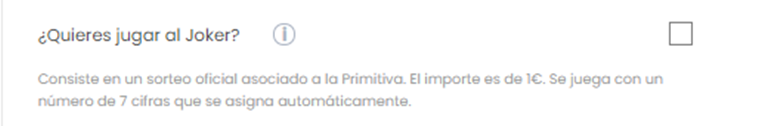 ¿Quieres jugar al Joker? i
Consiste en un sorteo oficial asociado a la Primitiva. El importe es de 1€. Se juega con un
número de 7 cifras que se asigna automáticamente.